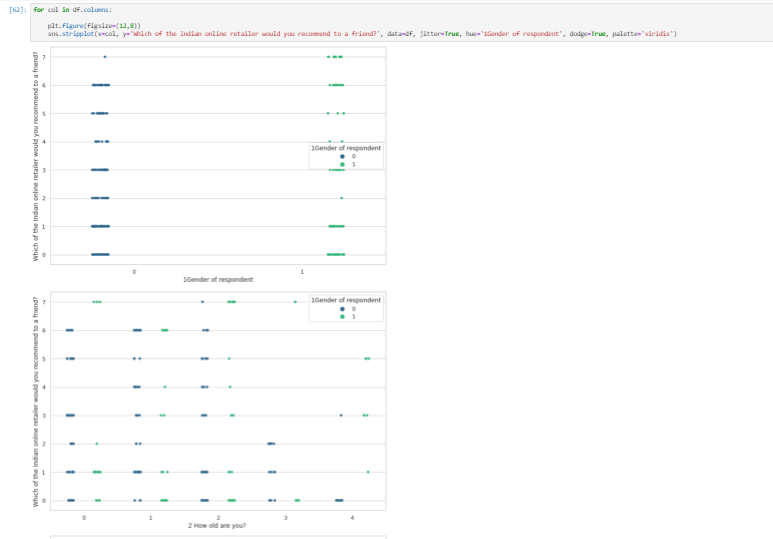 [62]: for col in df.columns:
plt.figure(figsize=(12,8))
sns.stripplot(x=col, y='Which of the Indian online retailer would you recommend to a friend?', data=df, jitter=True, hue='1Gender of respondent', dodge=True, palette='viridis')
Which of the Indian online retailer would you recommend to a friend?
7
6
5
4
3
2
1
0
1Gender of respondent
0
1
0 1
1Gender of respondent
Which of the Indian online retailer would you recommend to a friend?
7
6
5
4
3
2
1
0
1Gender of respondent
0
1
0 1 2 3 4
2 How old are you?